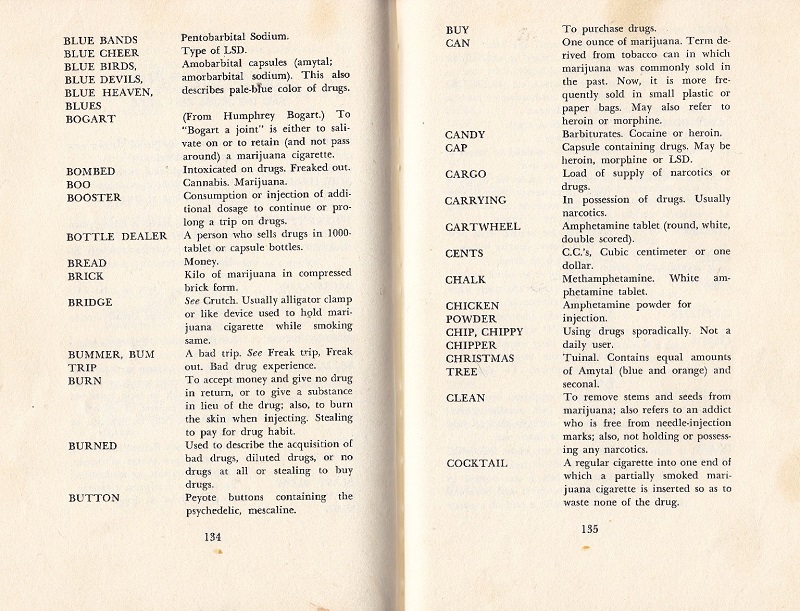 BLUE BANDS Pentobarbital Sodium.
BLUE CHEER Type of LSD.
BLUE BIRDS, Amobarbital capsules (amytal;
BLUE DEVILS, amorbarbital sodium). This also
BLUE HEAVEN, describes pale-blue color of drugs.
BLUES
BOGART (From Humphrey Bogart.) To
"Bogart a joint" is either to sali-
vate on or to retain (and not pass
around) a marijuana cigarette.
BOMBED Intoxicated on drugs. Freaked out.
BOO Cannabis. Marijuana.
BOOSTER Consumption or injection of addi-
tional dosage to continue or pro-
long a trip on drugs.
BOTTLE DEALER A person who sells drugs in 1000-
tablet or capsule bottles.
BREAD Money.
BRICK Kilo of marijuana in compressed
brick form.
BRIDGE See Crutch. Usually alligator clamp
or like device used to hold mari-
juana cigarette while smoking
same.
BUMMER, BUM A bad trip. See Freak trip, Freak
TRIP out. Bad drug experience.
BURN To accept money and give no drug
in return, or to give a substance
in lieu of the drug; also, to burn
the skin when injecting. Stealing
to pay for drug habit.
BURNED Used to describe the acquisition of
bad drugs, diluted drugs, or no
drugs at all or stealing to buy
drugs.
BUTTON Peyote buttons containing the
psychedelic, mescaline.
134
BUY To purchase drugs.
CAN One ounce of marijuana. Term de-
rived from tobacco can in which
marijuana was commonly sold in
the past. Now, it is more fre-
quently sold in small plastic or
paper bags. May also refer to
heroin or morphine.
CANDY Barbiturates. Cocaine or heroin.
CAP Capsule containing drugs. May be
heroin, morphine or LSD.
CARGO Load of supply of narcotics or
drugs.
CARRYING In possession of drugs. Usually
narcotics.
CARTWHEEL Amphetamine tablet (round, white,
double scored).
CENTS C.C.'s, Cubic centimeter or one
dollar.
CHALK Methamphetamine. White am-
phetamine tablet.
CHICKEN Amphetamine powder for
POWDER injection.
CHIP, CHIPPY Using drugs sporadically. Not a
CHIPPER daily user.
CHRISTMAS Tuinal. Contains equal amounts
TREE of Amytal (blue and orange) and
seconal.
CLEAN To remove stems and seeds from
marijuana; also refers to an addict
who is free from needle-injection
marks; also, not holding or possess-
ing any narcotics.
COCKTAIL A regular cigarette into one end of
which a partially smoked mari-
juana cigarette is inserted so as to
waste none of the drug.
135